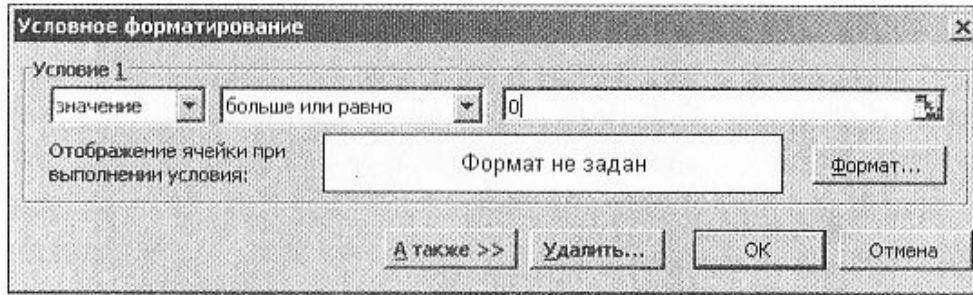 Условное форматирование
Условие 1
значение больше или равно 0
Отображение ячейки при
выполнении условия:
Формат не задан
Формат...
А также >> Удалить... ОК Отмена